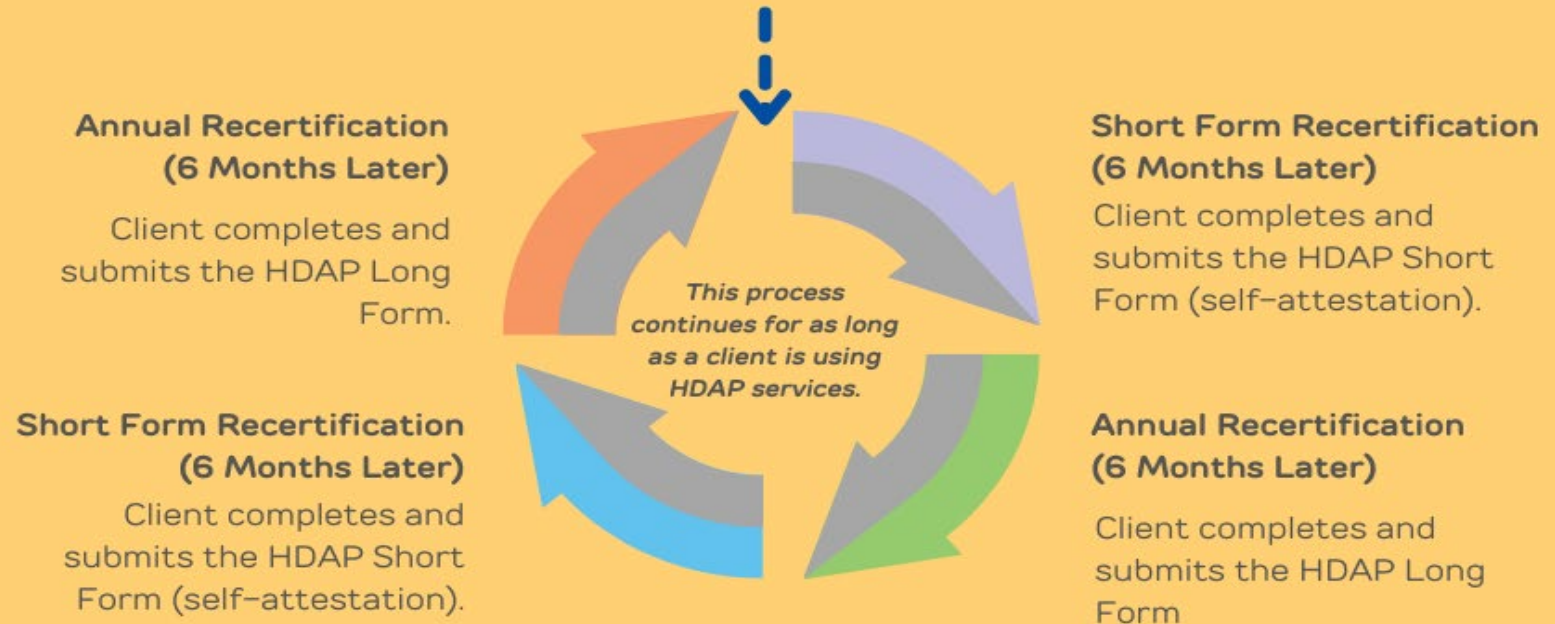 Annual Recertification
(6 Months Later)
Client completes and
submits the HDAP Long
Form.
Short Form Recertification
(6 Months Later)
Client completes and
submits the HDAP Short
Form (self-attestation).
This process
continues for as long
as a client is using
HDAP services.
Short Form Recertification
(6 Months Later)
Client completes and
submits the HDAP Short
Form (self-attestation).
Annual Recertification
(6 Months Later)
Client completes and
submits the HDAP Long
Form